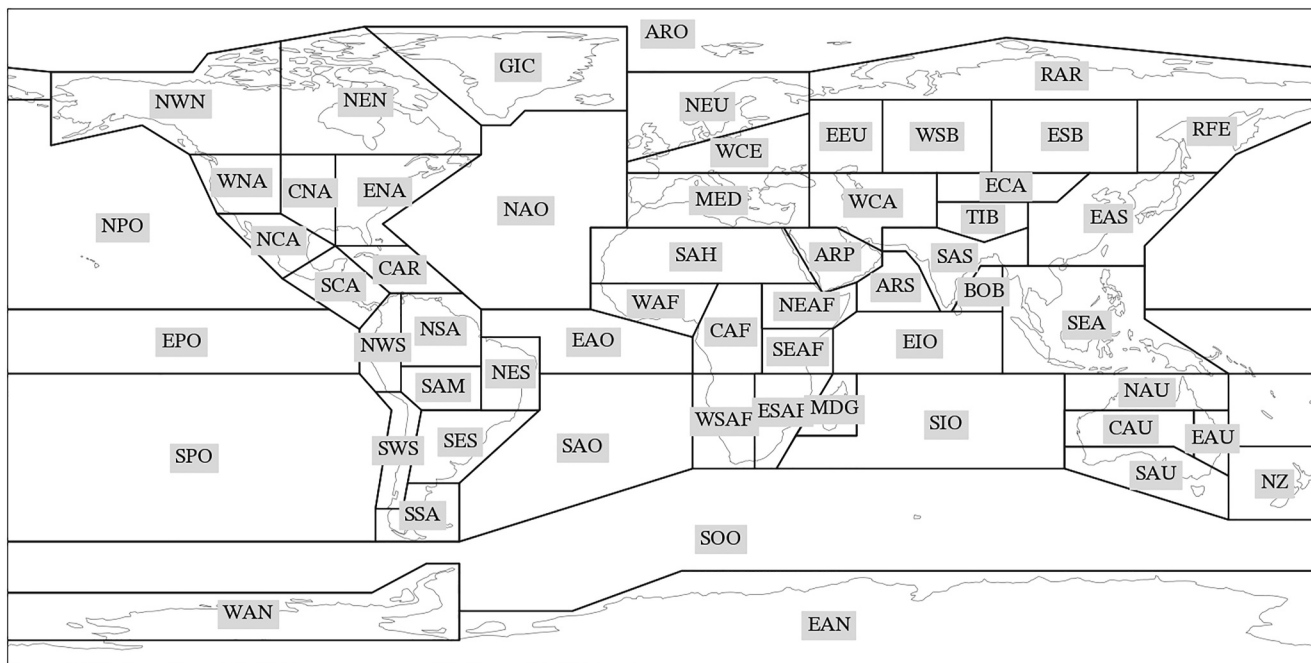 ARO
GIC
RAR
NWN
NEN
NEU
EEU
WSB
ESB
RFE
WCE
WNA
CNA
ENA
ECA
MED
WCA
NAO
TIB
EAS
NPO
NCA
SAH
ARP
SAS
CAR
SCA
ARS
BOB
WAF
NEAF
NSA
CAF
SEA
EPO
NWS
EAO
SEAF
EIO
NES
SAM
NAU
WSAF
ESAF
MDG
CAU
EAU
SPO
SWS
SES
SAO
SIO
SAU
NZ
SSA
SOO
WAN
EAN